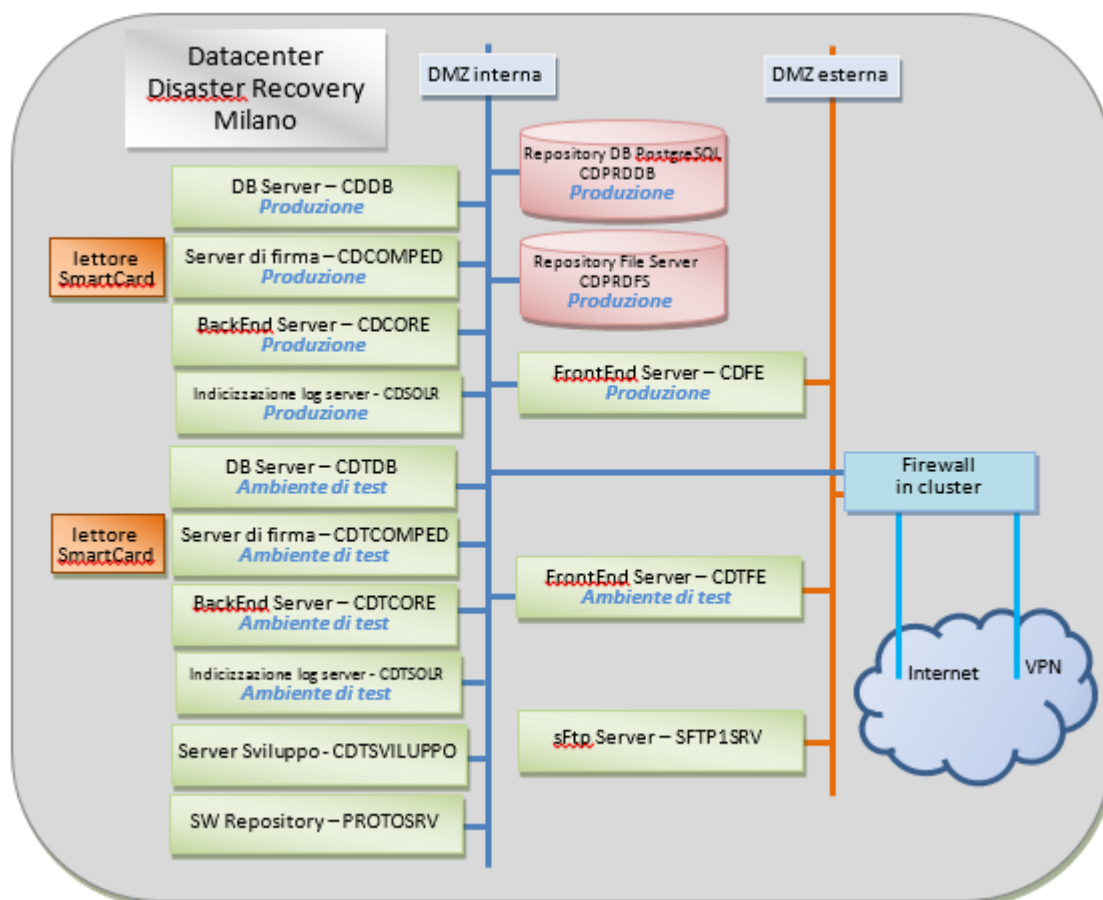 Datacenter
Disaster Recovery
Milano
DMZ interna
DMZ esterna
Repository DB PostgreSQL
CDPRDDB
Produzione
DB Server – CDDB
Produzione
lettore
SmartCard
Server di firma – CDCOMPED
Produzione
Repository File Server
CDPRDFS
Produzione
BackEnd Server – CDCORE
Produzione
FrontEnd Server – CDFE
Produzione
Indicizzazione log server - CDSOLR
Produzione
DB Server – CDTDB
Ambiente di test
Firewall
in cluster
lettore
SmartCard
Server di firma – CDTCOMPED
Ambiente di test
FrontEnd Server – CDTFE
Ambiente di test
BackEnd Server – CDTCORE
Ambiente di test
Indicizzazione log server - CDTSOLR
Ambiente di test
Internet
VPN
Server Sviluppo - CDTSVILUPPO
sFtp Server – SFTP1SRV
SW Repository – PROTOSRV